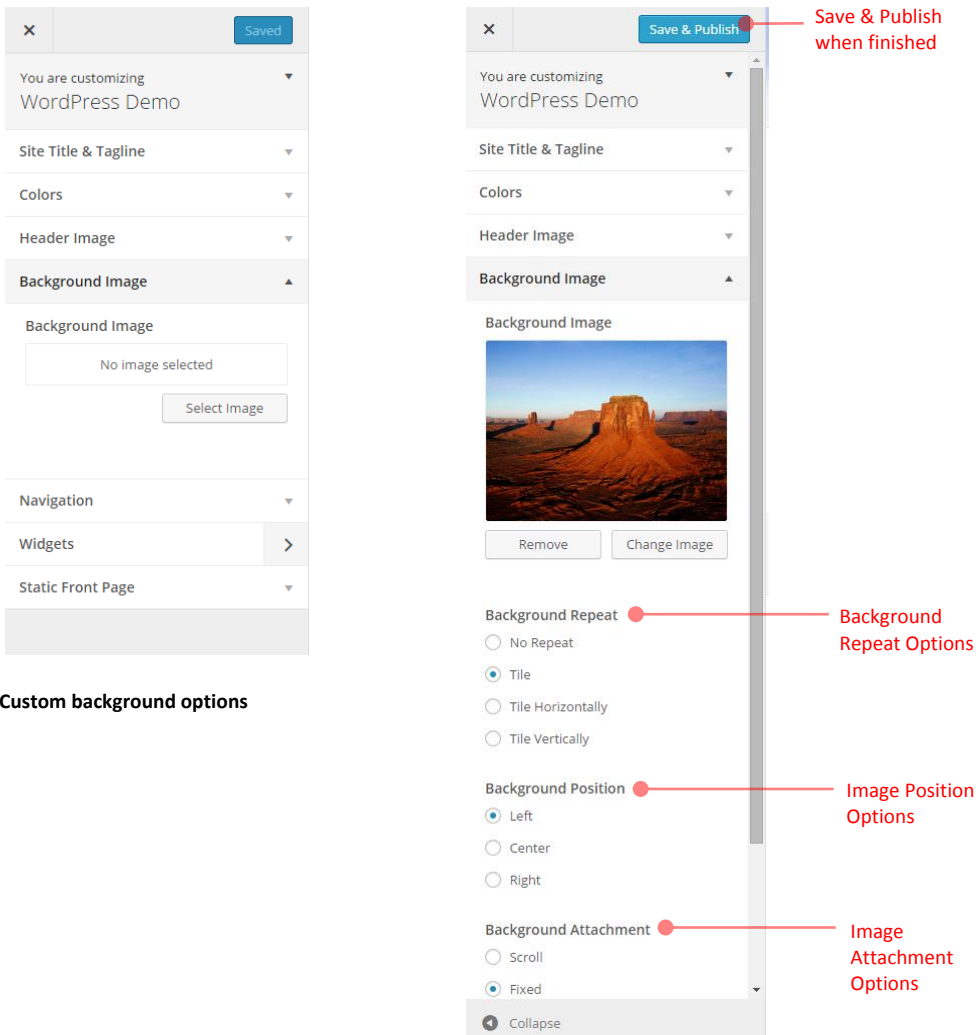 Saved
You are customizing
WordPress Demo
Site Title & Tagline
Colors
Header Image
Background Image
Background Image
No image selected
Select Image
Navigation
Widgets
Static Front Page
Custom background options
Save & Publish
You are customizing
WordPress Demo
Site Title & Tagline
Colors
Header Image
Background Image
Background Image
Remove
Change Image
Background Repeat
No Repeat
Tile
Tile Horizontally
Tile Vertically
Background Position
Left
Center
Right
Background Attachment
Scroll
Fixed
Collapse
Save & Publish
when finished
Background
Repeat Options
Image Position
Options
Image
Attachment
Options